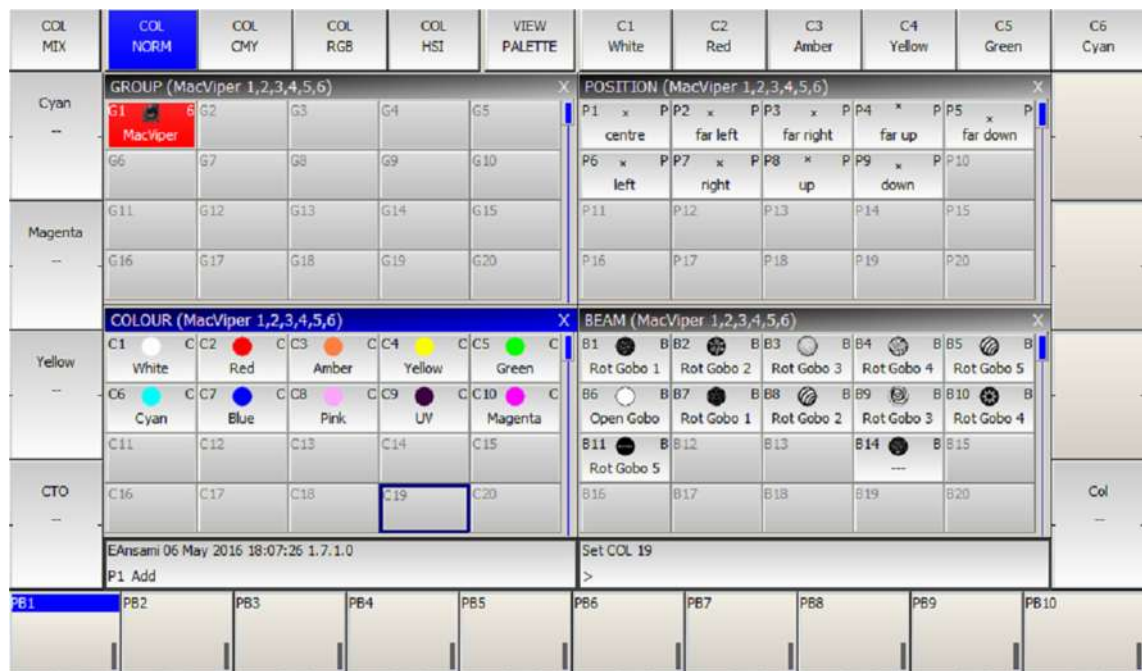 COL
MIX
COL
NORM
COL
CMY
COL
RGB
COL
HSI
VIEW
PALETTE
C1
White
C2
Red
C3
Amber
C4
Yellow
C5
Green
C6
Cyan
Cyan
--
Magenta
--
Yellow
--
CTO
--
GROUP (MacViper 1,2,3,4,5,6) X
G1 6 G2 G3 G4 G5
MacViper
G6 G7 G8 G9 G10
G11 G12 G13 G14 G15
G16 G17 G18 G19 G20
POSITION (MacViper 1,2,3,4,5,6) X
P1 P P2 P P3 P P4 P P5 P
centre far left far right far up far down
P6 P P7 P P8 P P9 P P10
left right up down
P11 P12 P13 P14 P15
P16 P17 P18 P19 P20
COLOUR (MacViper 1,2,3,4,5,6) X
C1 C C2 C C3 C C4 C C5 C
White Red Amber Yellow Green
C6 C C7 C C8 C C9 C C10 C
Cyan Blue Pink UV Magenta
C11 C12 C13 C14 C15
C16 C17 C18 C19 C20
BEAM (MacViper 1,2,3,4,5,6) X
B1 B B2 B B3 B B4 B B5 B
Rot Gobo 1 Rot Gobo 2 Rot Gobo 3 Rot Gobo 4 Rot Gobo 5
B6 B B7 B B8 B B9 B B10 B
Open Gobo Rot Gobo 1 Rot Gobo 2 Rot Gobo 3 Rot Gobo 4
B11 B B12 B13 B14 B B15
Rot Gobo 5 ---
B16 B17 B18 B19 B20
Col
--
EAnsami 06 May 2016 18:07:26 1.7.1.0
P1 Add
Set COL 19
>
PB1 PB2 PB3 PB4 PB5 PB6 PB7 PB8 PB9 PB10